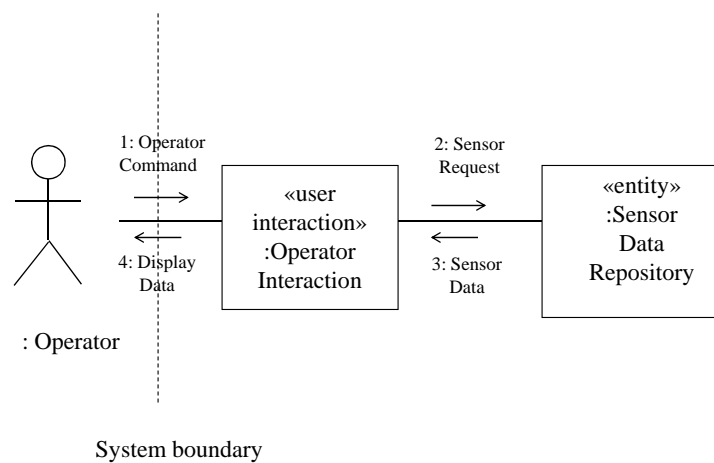 1: Operator
Command
2: Sensor
Request
«user
interaction»
:Operator
Interaction
«entity»
:Sensor
Data
Repository
4: Display
Data
3: Sensor
Data
: Operator
System boundary